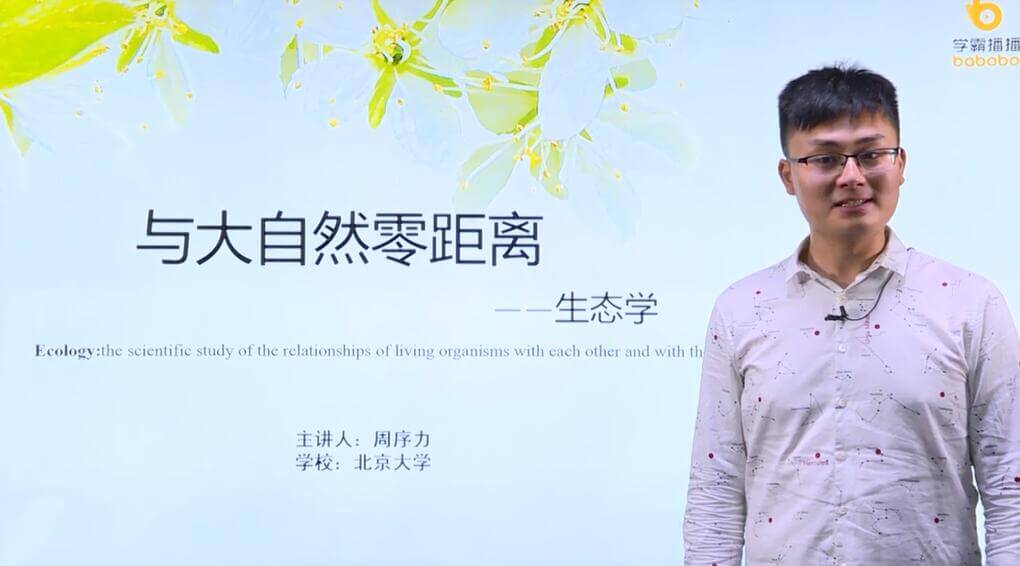 学霸播播
bababo
与大自然零距离
——生态学
Ecology:the scientific study of the relationships of living organisms with each other and with th
主讲人：周序力
学校：北京大学